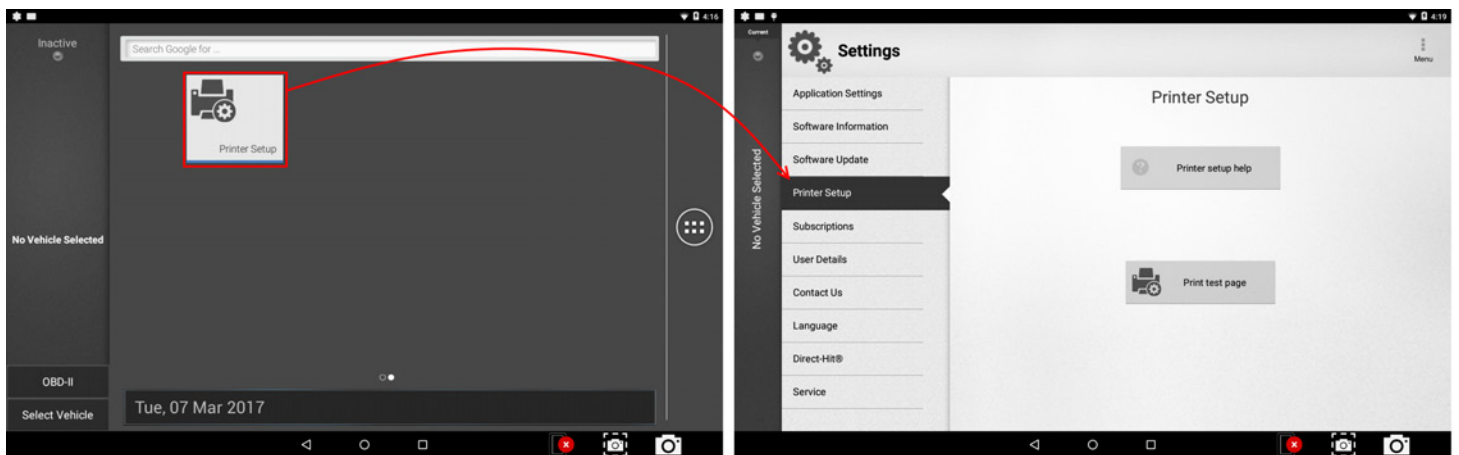 4:16
Inactive
Search Google for ...
Printer Setup
No Vehicle Selected
OBD-II
Select Vehicle
Tue, 07 Mar 2017
4:19
Current
Settings
Menu
No Vehicle Selected
Application Settings
Software Information
Software Update
Printer Setup
Subscriptions
User Details
Contact Us
Language
Direct-Hit®
Service
Printer Setup
Printer setup help
Print test page